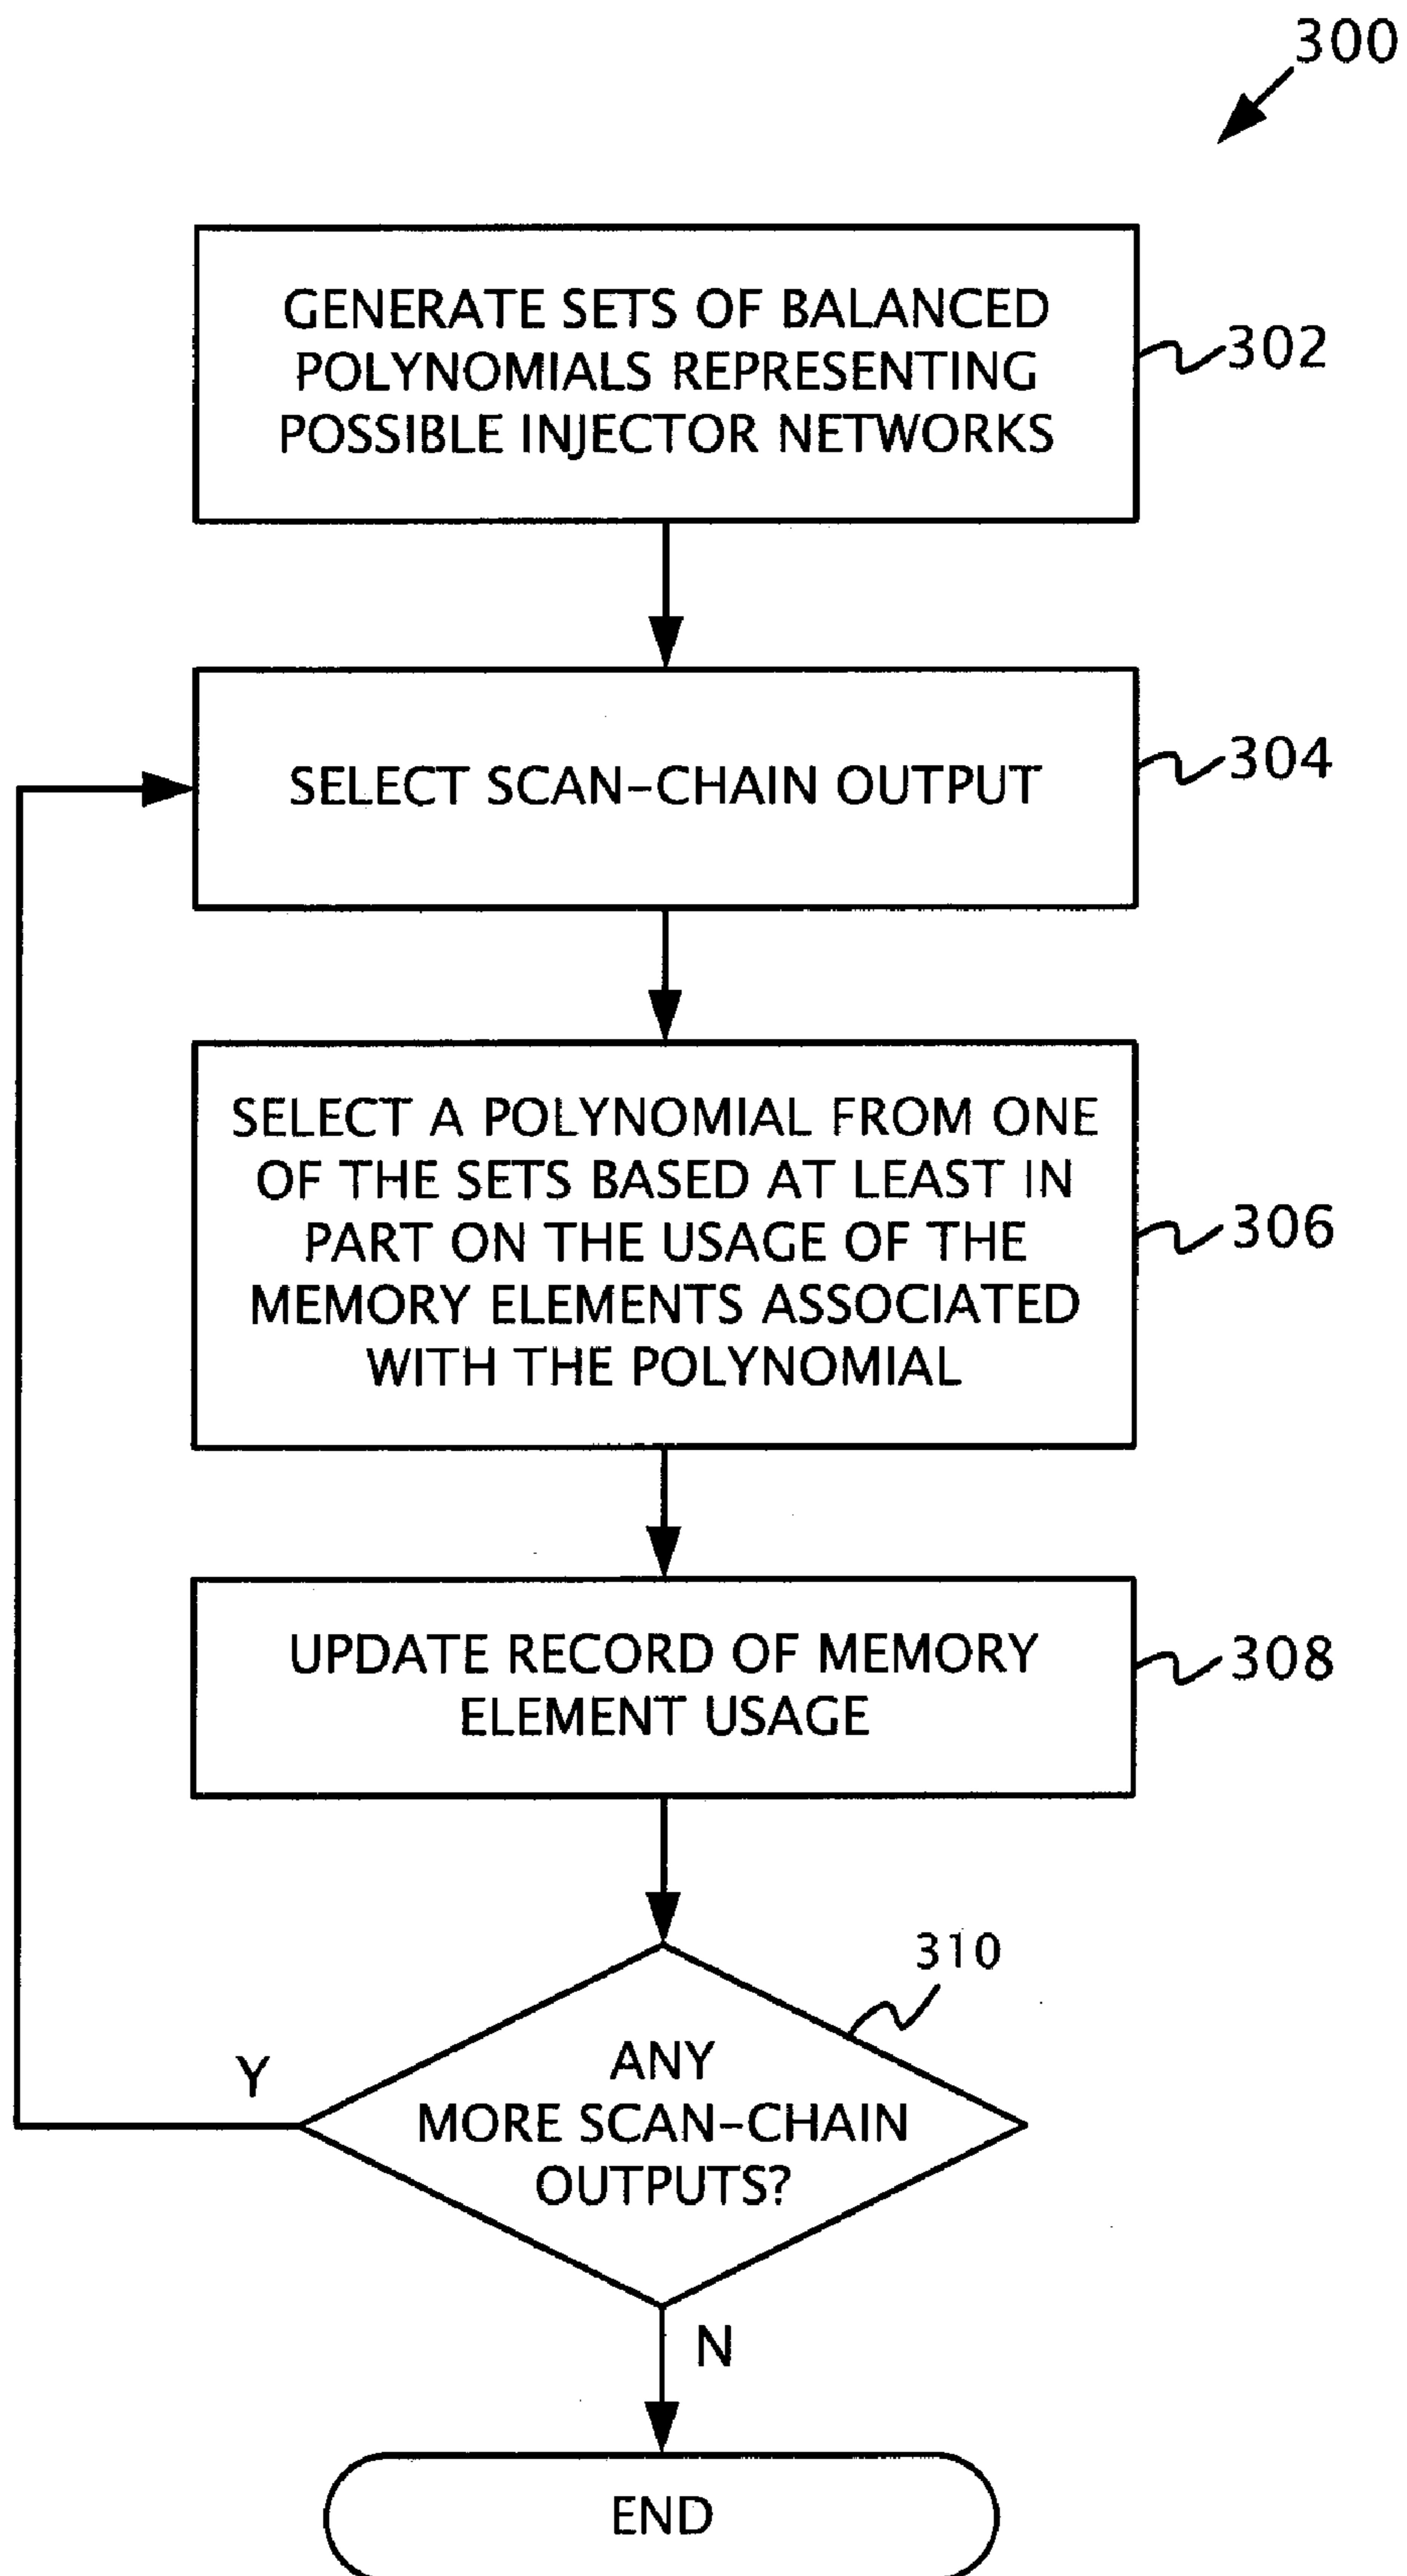 300
GENERATE SETS OF BALANCED
POLYNOMIALS REPRESENTING
POSSIBLE INJECTOR NETWORKS
302
SELECT SCAN-CHAIN OUTPUT
304
SELECT A POLYNOMIAL FROM ONE
OF THE SETS BASED AT LEAST IN
PART ON THE USAGE OF THE
MEMORY ELEMENTS ASSOCIATED
WITH THE POLYNOMIAL
306
UPDATE RECORD OF MEMORY
ELEMENT USAGE
308
310
ANY
MORE SCAN-CHAIN
OUTPUTS?
Y
N
END